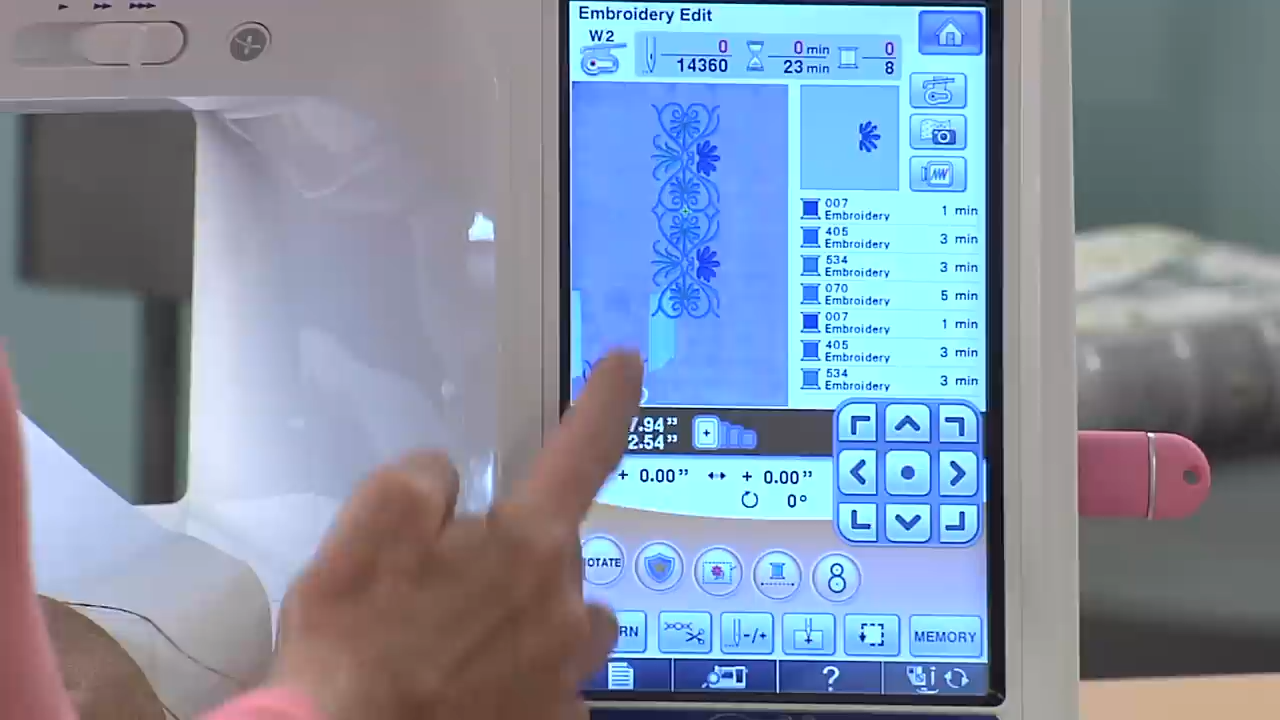 Embroidery Edit
W2
0
14360
0 min
23 min
0
8
007
Embroidery
1 min
405
Embroidery
3 min
534
Embroidery
3 min
070
Embroidery
5 min
007
Embroidery
1 min
405
Embroidery
3 min
534
Embroidery
3 min
7.94"
2.54"
+ 0.00" ↔ + 0.00"
0°
OTATE
8
RN
-/+
MEMORY
?